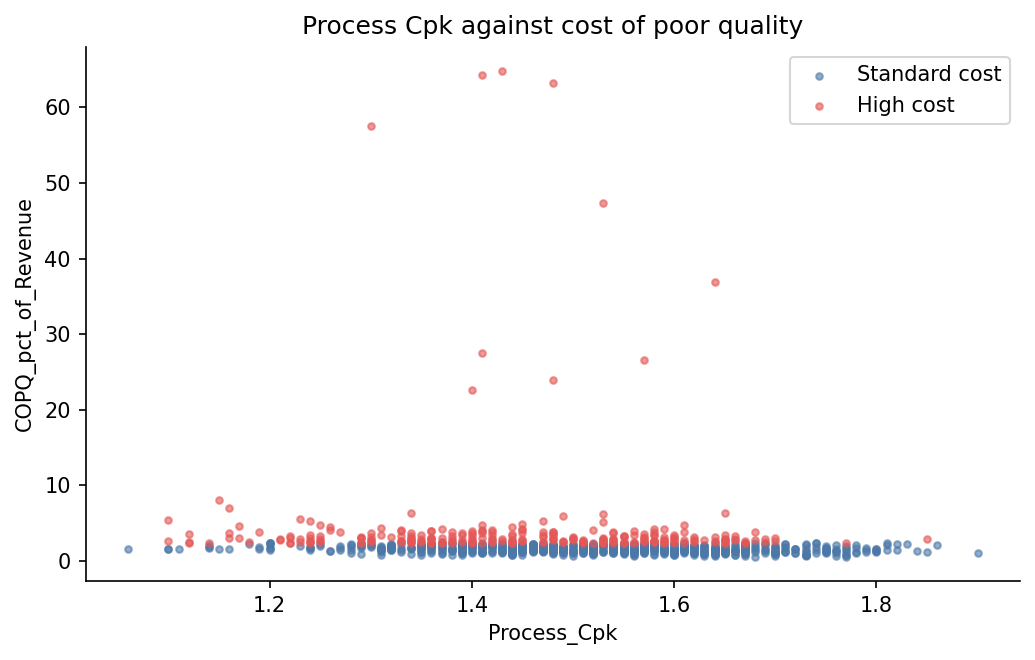 Process Cpk against cost of poor quality
Standard cost
High cost
COPQ_pct_of_Revenue
60
50
40
30
20
10
0
1.2
1.4
1.6
1.8
Process_Cpk